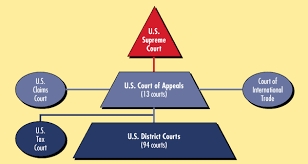 U.S.
Supreme
Court
U.S.
Claims
Court
U.S. Court of Appeals
(13 courts)
Court of
International
Trade
U.S.
Tax
Court
U.S. District Courts
(94 courts)